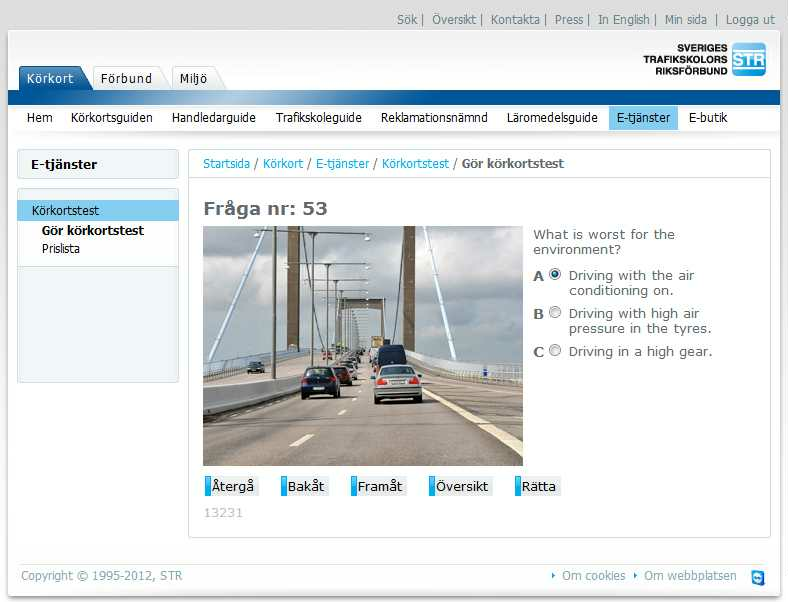 Sök | Översikt | Kontakta | Press | In English | Min sida | Logga ut
SVERIGES
TRAFIKSKOLORS
RIKSFÖRBUND
STR
Körkort Förbund Miljö
Hem Körkortsguiden Handledarguide Trafikskoleguide Reklamationsnämnd Läromedelsguide E-tjänster E-butik
E-tjänster
Startsida / Körkort / E-tjänster / Körkortstest / Gör körkortstest
Körkortstest
Gör körkortstest
Prislista
Fråga nr: 53
What is worst for the
environment?
A Driving with the air
conditioning on.
B Driving with high air
pressure in the tyres.
C Driving in a high gear.
Återgå Bakåt Framåt Översikt Rätta
13231
Copyright © 1995-2012, STR
Om cookies Om webbplatsen